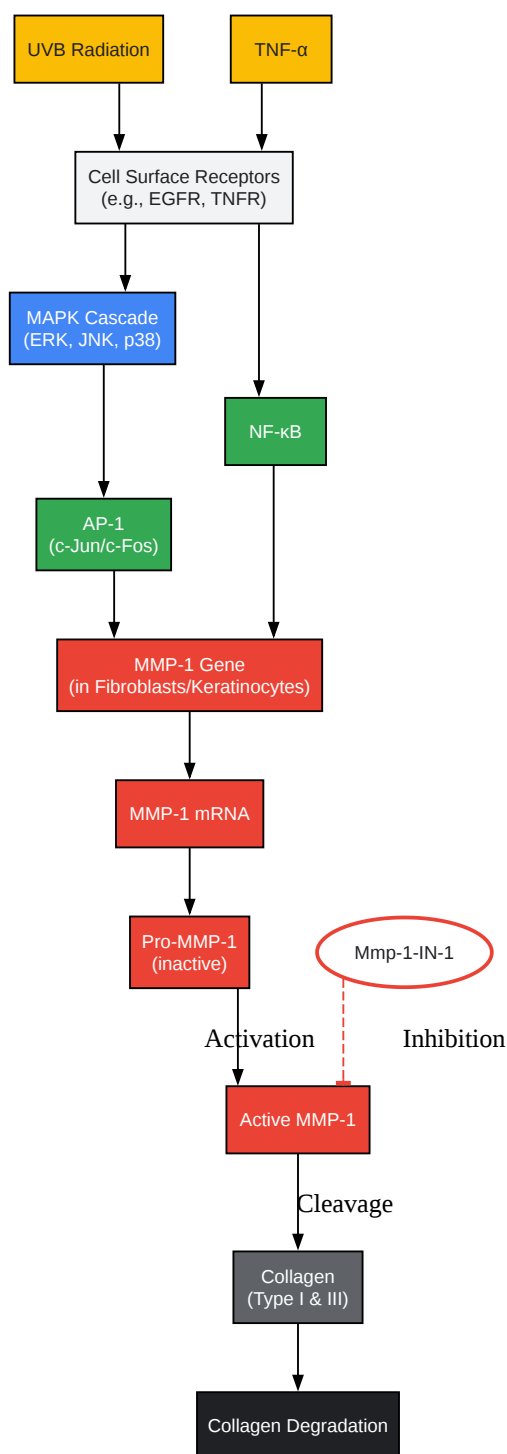 UVB Radiation
TNF-α
Cell Surface Receptors
(e.g., EGFR, TNFR)
MAPK Cascade
(ERK, JNK, p38)
NF-κB
AP-1
(c-Jun/c-Fos)
MMP-1 Gene
(in Fibroblasts/Keratinocytes)
MMP-1 mRNA
Pro-MMP-1
(inactive)
Mmp-1-IN-1
Activation
Inhibition
Active MMP-1
Cleavage
Collagen
(Type I & III)
Collagen Degradation